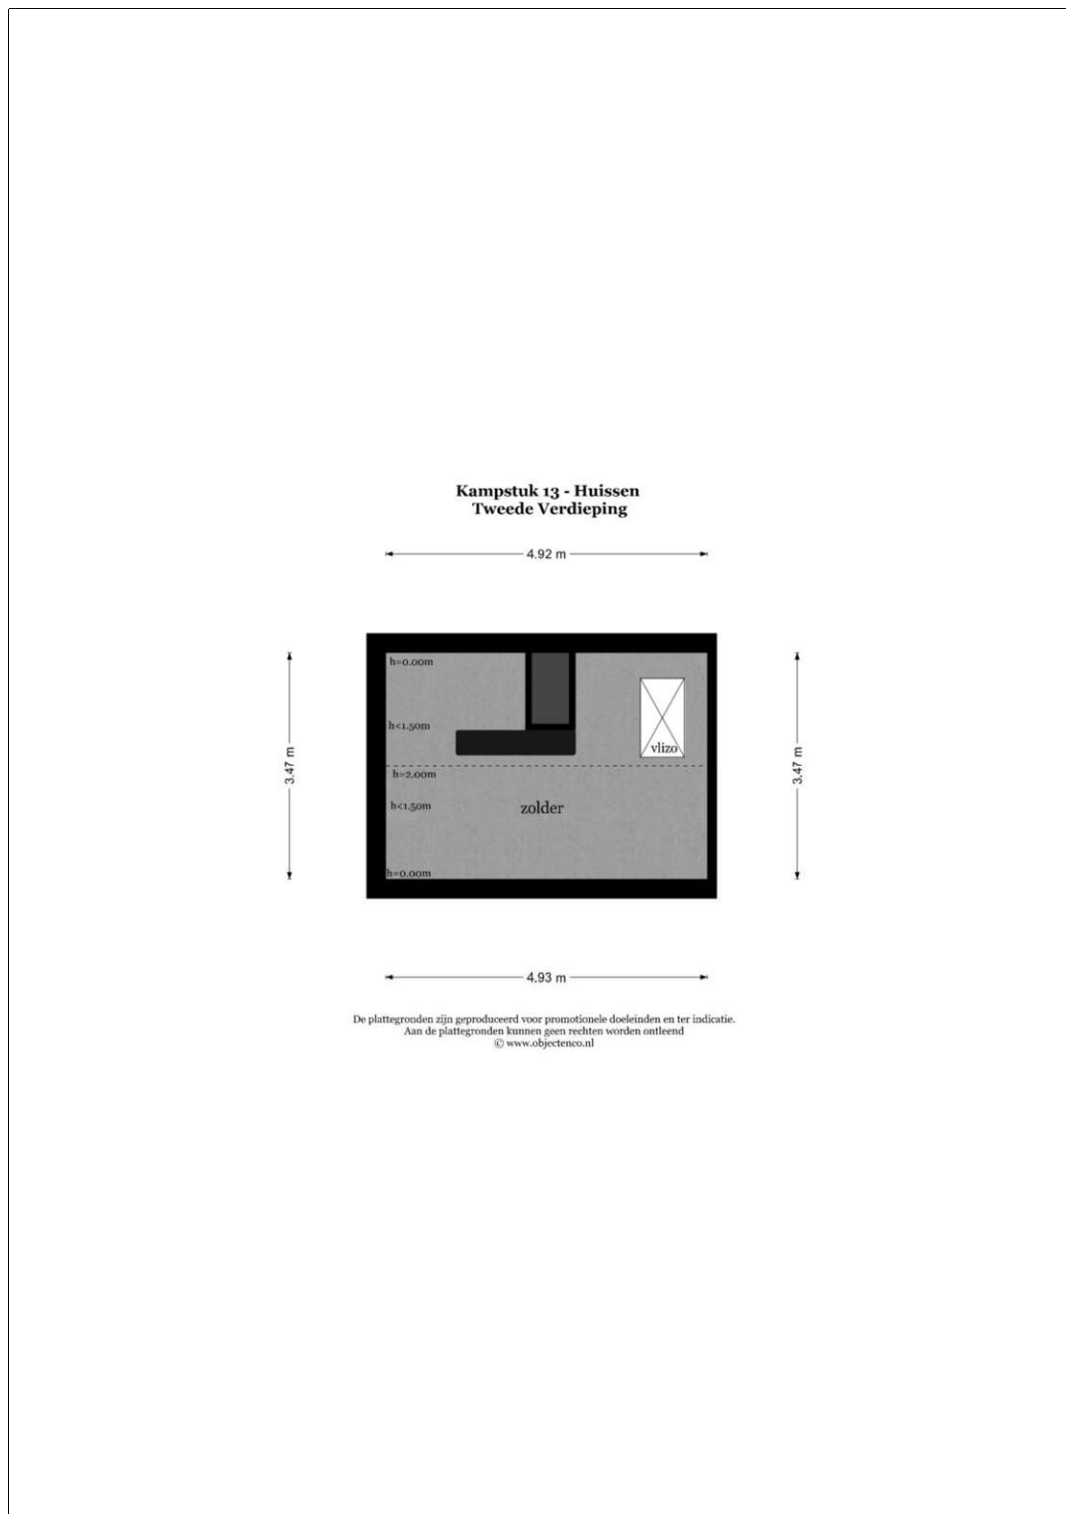 Kampstuk 13 - Huissen
Tweede Verdieping
4.92 m
h=0.00m
h<1.50m
vlizo
3.47 m
3.47 m
h=2.00m
h<1.50m
zolder
h=0.00m
4.93 m
De plattegronden zijn geproduceerd voor promotionele doeleinden en ter indicatie.
Aan de plattegronden kunnen geen rechten worden ontleend
© www.objectenco.nl